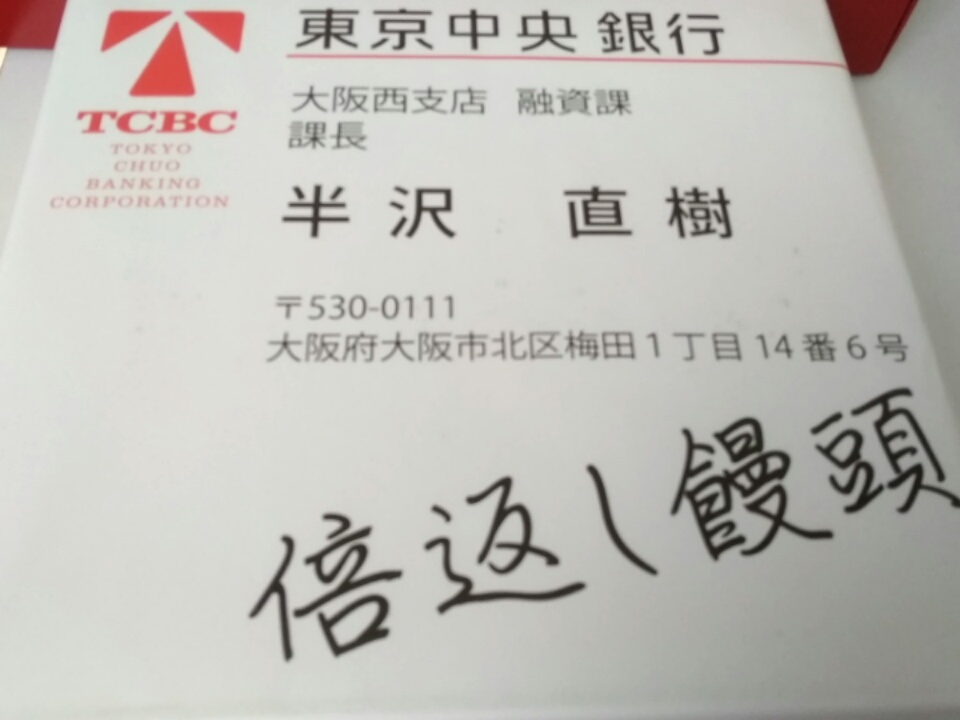 TCBC
TOKYO
CHUO
BANKING
CORPORATION
東京中央銀行
大阪西支店 融資課
課長
半沢 直樹
〒530-0111
大阪府大阪市北区梅田1丁目14番6号
倍返し饅頭